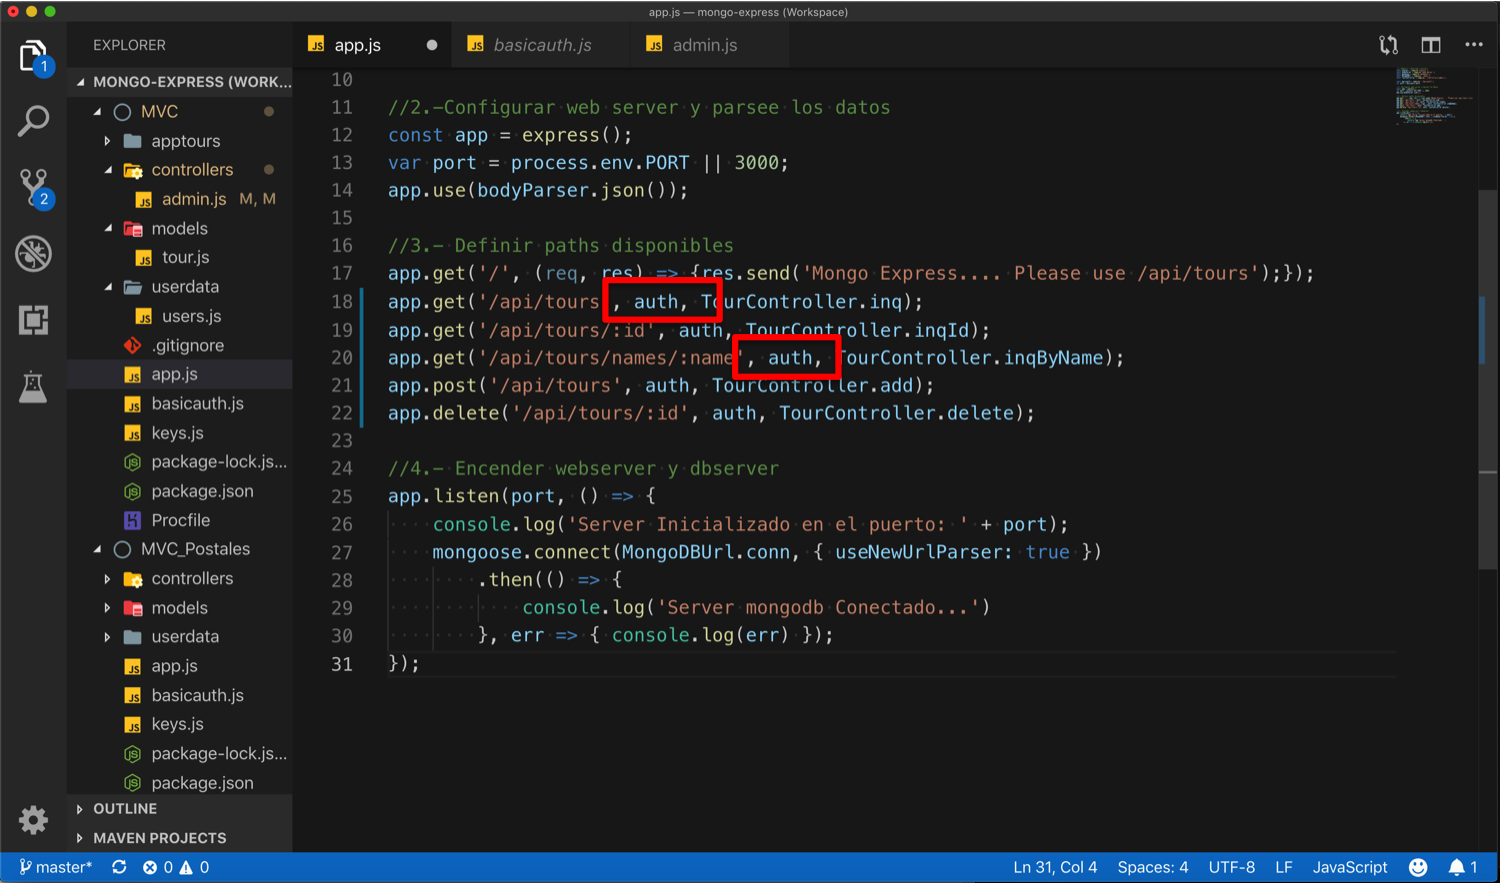 app.js — mongo-express (Workspace)
EXPLORER
app.js
basicauth.js
admin.js
MONGO-EXPRESS (WORK...
MVC
apptours
controllers
admin.js M, M
models
tour.js
userdata
users.js
.gitignore
app.js
basicauth.js
keys.js
package-lock.js...
package.json
Procfile
MVC_Postales
controllers
models
userdata
app.js
basicauth.js
keys.js
package-lock.js...
package.json
OUTLINE
MAVEN PROJECTS
1
2
10
11 //2.-Configurar web server y parsee los datos
12 const app = express();
13 var port = process.env.PORT || 3000;
14 app.use(bodyParser.json());
15
16 //3.- Definir paths disponibles
17 app.get('/', (req, res) => {res.send('Mongo Express.... Please use /api/tours');});
18 app.get('/api/tours', auth, TourController.inq);
19 app.get('/api/tours/:id', auth, TourController.inqId);
20 app.get('/api/tours/names/:name', auth, TourController.inqByName);
21 app.post('/api/tours', auth, TourController.add);
22 app.delete('/api/tours/:id', auth, TourController.delete);
23
24 //4.- Encender webserver y dbserver
25 app.listen(port, () => {
26 console.log('Server Inicializado en el puerto: ' + port);
27 mongoose.connect(MongoDBUrl.conn, { useNewUrlParser: true })
28 .then(() => {
29 console.log('Server mongodb Conectado...')
30 }, err => { console.log(err) });
31 });
master* 0 0 Ln 31, Col 4 Spaces: 4 UTF-8 LF JavaScript 1